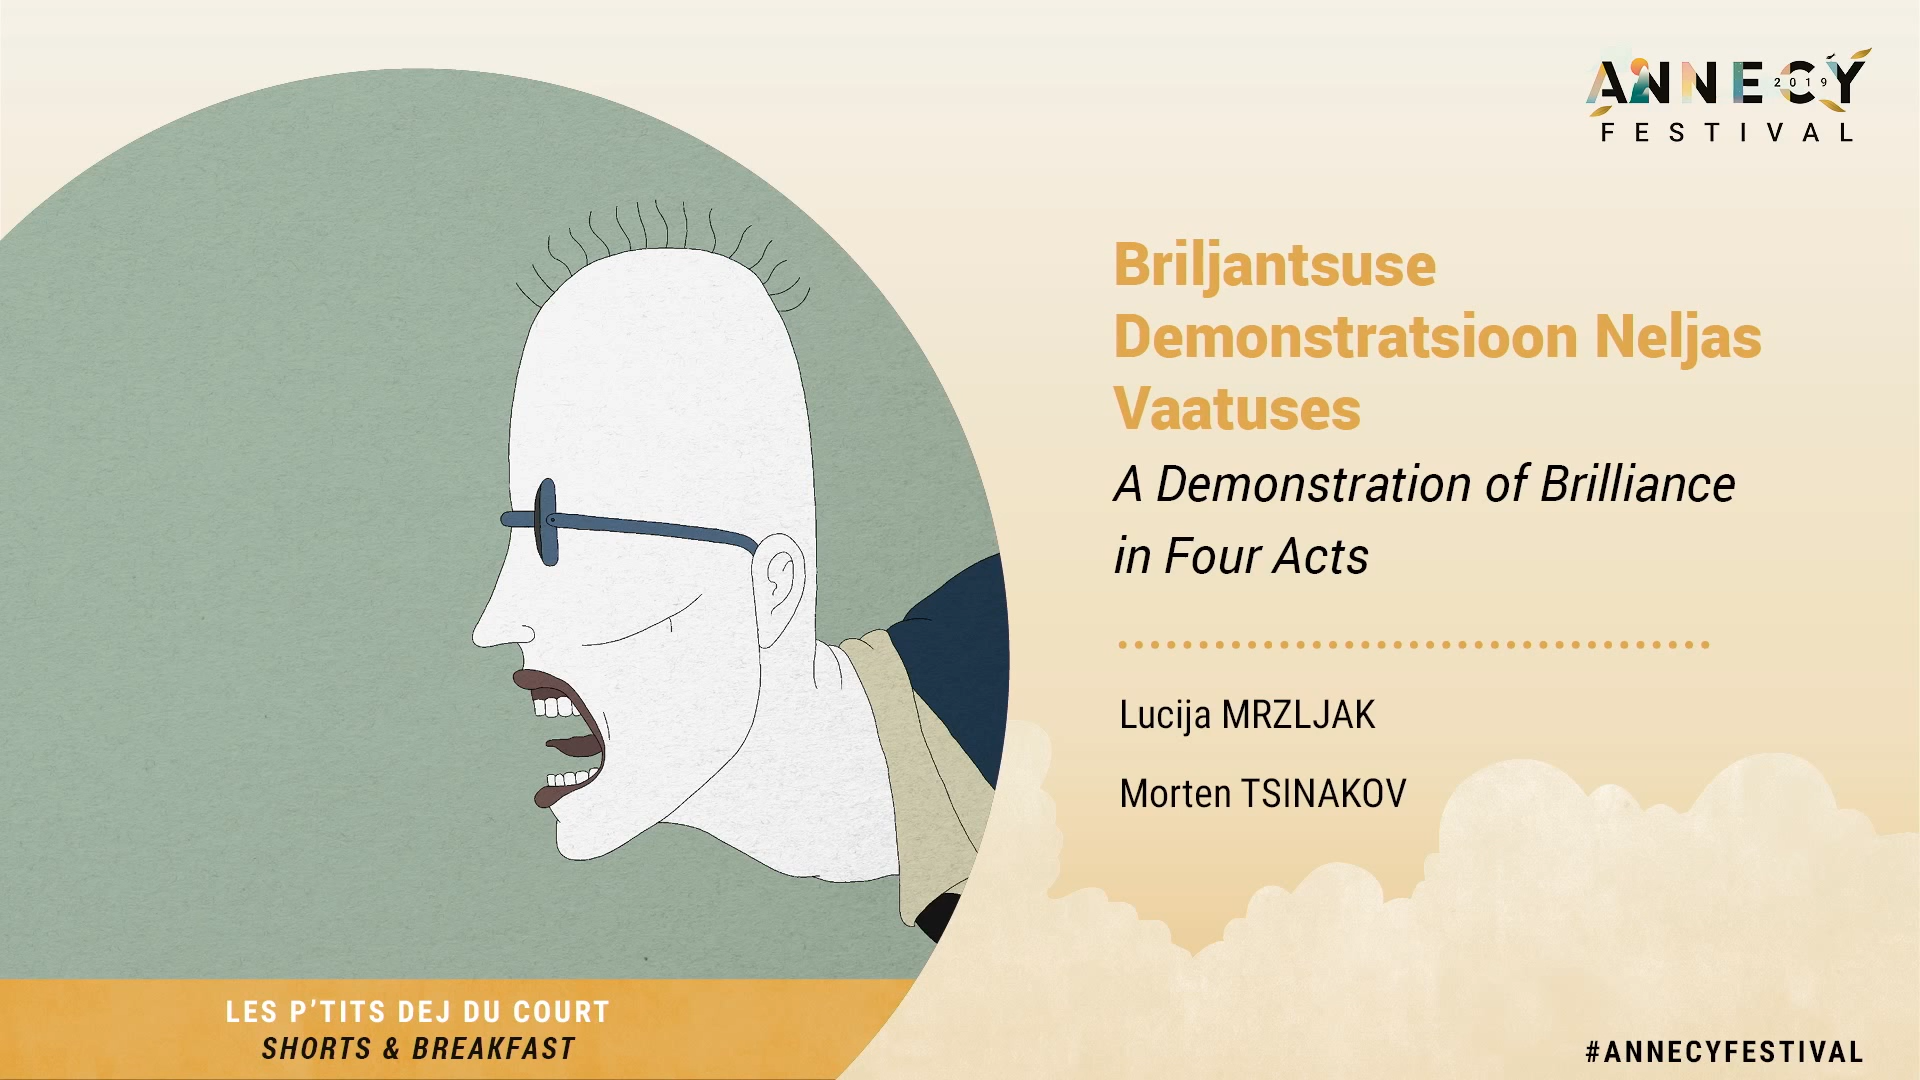 ANNECY
2019
FESTIVAL
Briljantsuse
Demonstratsioon Neljas
Vaatuses
A Demonstration of Brilliance
in Four Acts
Lucija MRZLJAK
Morten TSINAKOV
LES P'TITS DEJ DU COURT
SHORTS & BREAKFAST
#ANNECYFESTIVAL